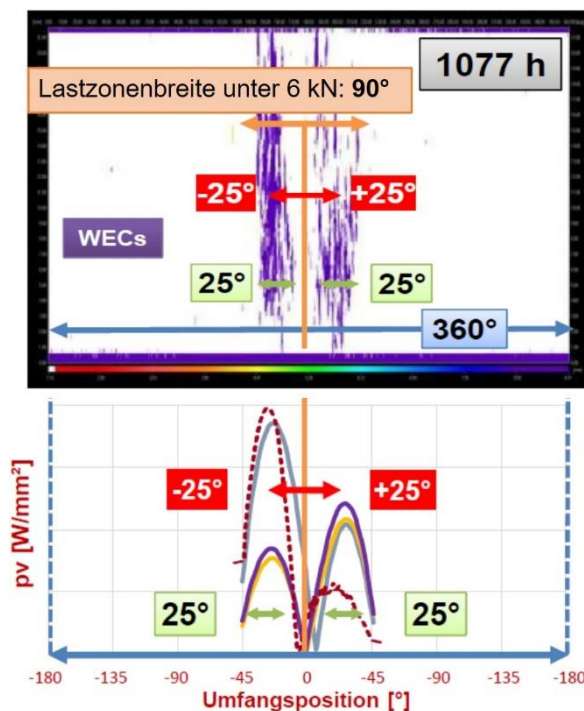 1077 h
Lastzonenbreite unter 6 kN: 90°
-25° +25°
WECs
25° 25°
360°
pv [W/mm²]
-25° +25°
25° 25°
-180 -135 -90 -45 0 -45 -90 -135 -180
Umfangsposition [°]